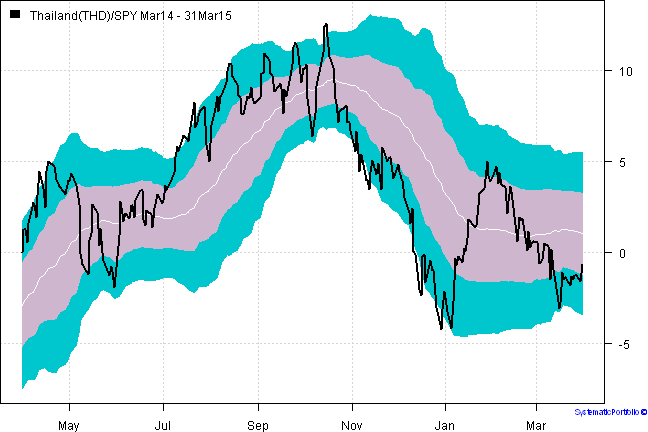 Thailand(THD)/SPY Mar14 - 31Mar15
10
5
0
-5
May Jul Sep Nov Jan Mar
SystematicPortfolio ©